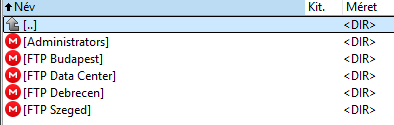 Név Kit. Méret
[..] <DIR>
[Administrators] <DIR>
[FTP Budapest] <DIR>
[FTP Data Center] <DIR>
[FTP Debrecen] <DIR>
[FTP Szeged] <DIR>